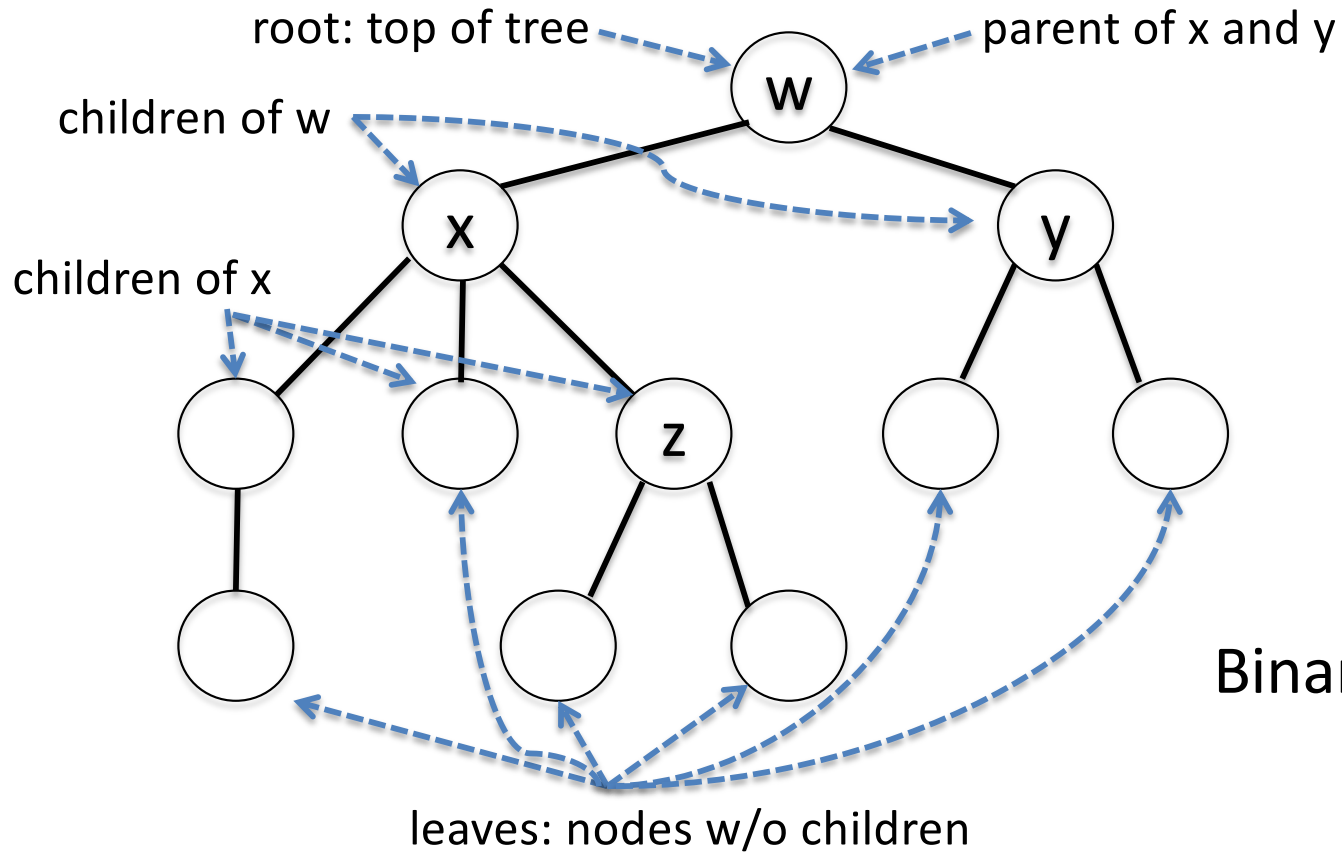 root: top of tree
parent of x and y
w
children of w
x
y
children of x
z
leaves: nodes w/o children